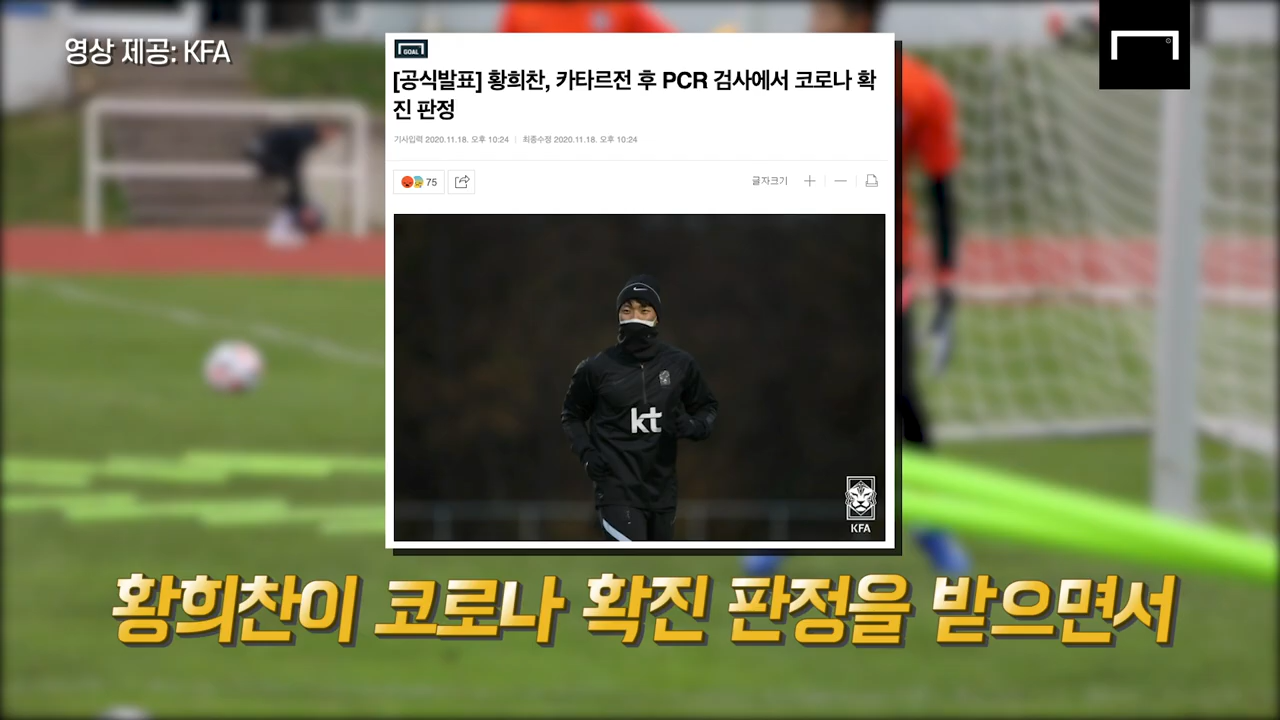 영상 제공: KFA
GOAL
[공식발표] 황희찬, 카타르전 후 PCR 검사에서 코로나 확
진 판정
기사입력 2020.11.18. 오후 10:24 | 최종수정 2020.11.18. 오후 10:24
75
글자크기
kt
KFA
황희찬이 코로나 확진 판정을 받으면서